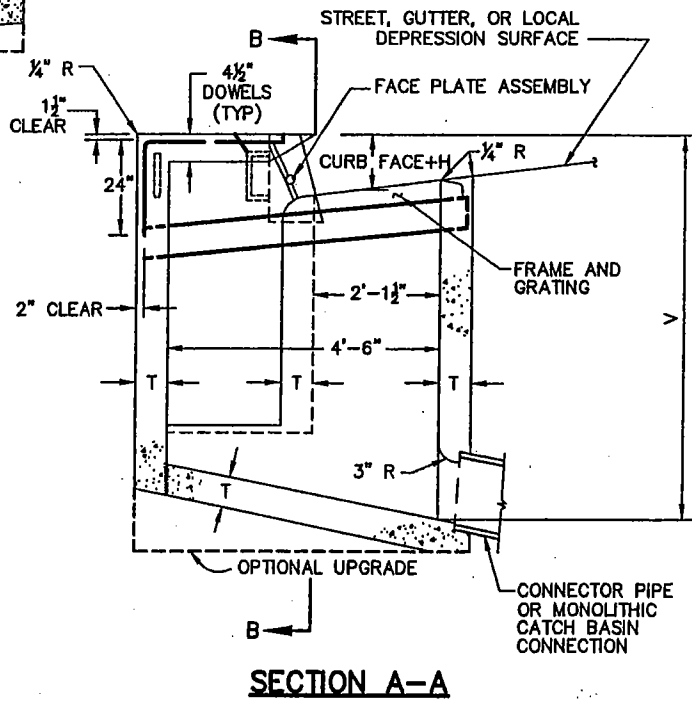 B
STREET, GUTTER, OR LOCAL
DEPRESSION SURFACE
¼" R
4½"
DOWELS
(TYP)
FACE PLATE ASSEMBLY
1½"
CLEAR
CURB FACE+H
¼" R
24"
FRAME AND
GRATING
2" CLEAR
2'-1½"
V
4'-6"
T
T
T
3" R
T
OPTIONAL UPGRADE
CONNECTOR PIPE
OR MONOLITHIC
CATCH BASIN
CONNECTION
B
SECTION A-A